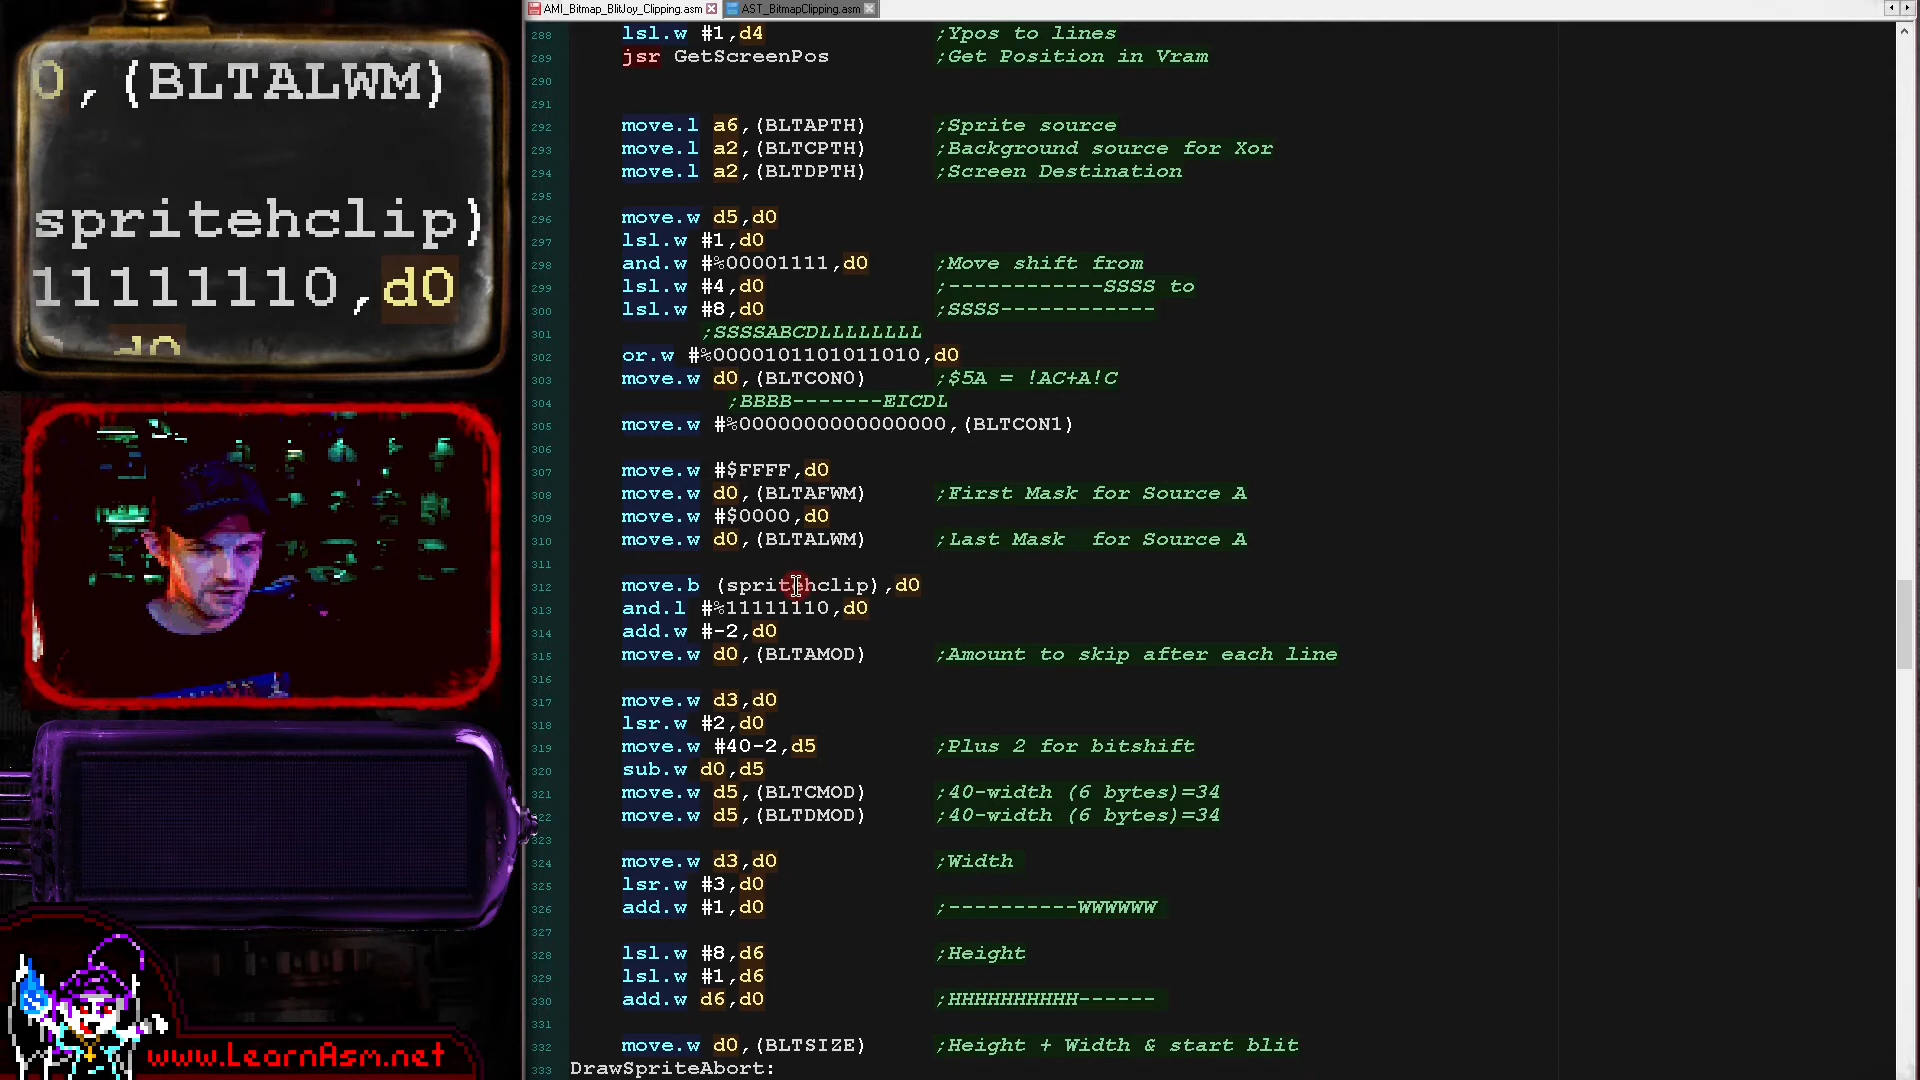 0,(BLTALWM)
spritehclip)
11111110,d0
d0
www.LearnAsm.net
AMI_Bitmap_BlitJoy_Clipping.asm
AST_BitmapClipping.asm
288 lsl.w #1,d4 ;Ypos to lines
289 jsr GetScreenPos ;Get Position in Vram
290
291
292 move.l a6,(BLTAPTH) ;Sprite source
293 move.l a2,(BLTCPTH) ;Background source for Xor
294 move.l a2,(BLTDPTH) ;Screen Destination
295
296 move.w d5,d0
297 lsl.w #1,d0
298 and.w #%00001111,d0 ;Move shift from
299 lsl.w #4,d0 ;------------SSSS to
300 lsl.w #8,d0 ;SSSS------------
301 ;SSSSABCDLLLLLLLL
302 or.w #%0000101101011010,d0
303 move.w d0,(BLTCON0) ;$5A = !AC+A!C
304 ;BBBB-------EICDL
305 move.w #%0000000000000000,(BLTCON1)
306
307 move.w #$FFFF,d0
308 move.w d0,(BLTAFWM) ;First Mask for Source A
309 move.w #$0000,d0
310 move.w d0,(BLTALWM) ;Last Mask  for Source A
311
312 move.b (spritehclip),d0
313 and.l #%11111110,d0
314 add.w #-2,d0
315 move.w d0,(BLTAMOD) ;Amount to skip after each line
316
317 move.w d3,d0
318 lsr.w #2,d0
319 move.w #40-2,d5 ;Plus 2 for bitshift
320 sub.w d0,d5
321 move.w d5,(BLTCMOD) ;40-width (6 bytes)=34
322 move.w d5,(BLTDMOD) ;40-width (6 bytes)=34
323
324 move.w d3,d0 ;Width
325 lsr.w #3,d0
326 add.w #1,d0 ;----------WWWWWW
327
328 lsl.w #8,d6 ;Height
329 lsl.w #1,d6
330 add.w d6,d0 ;HHHHHHHHHH------
331
332 move.w d0,(BLTSIZE) ;Height + Width & start blit
333 DrawSpriteAbort: